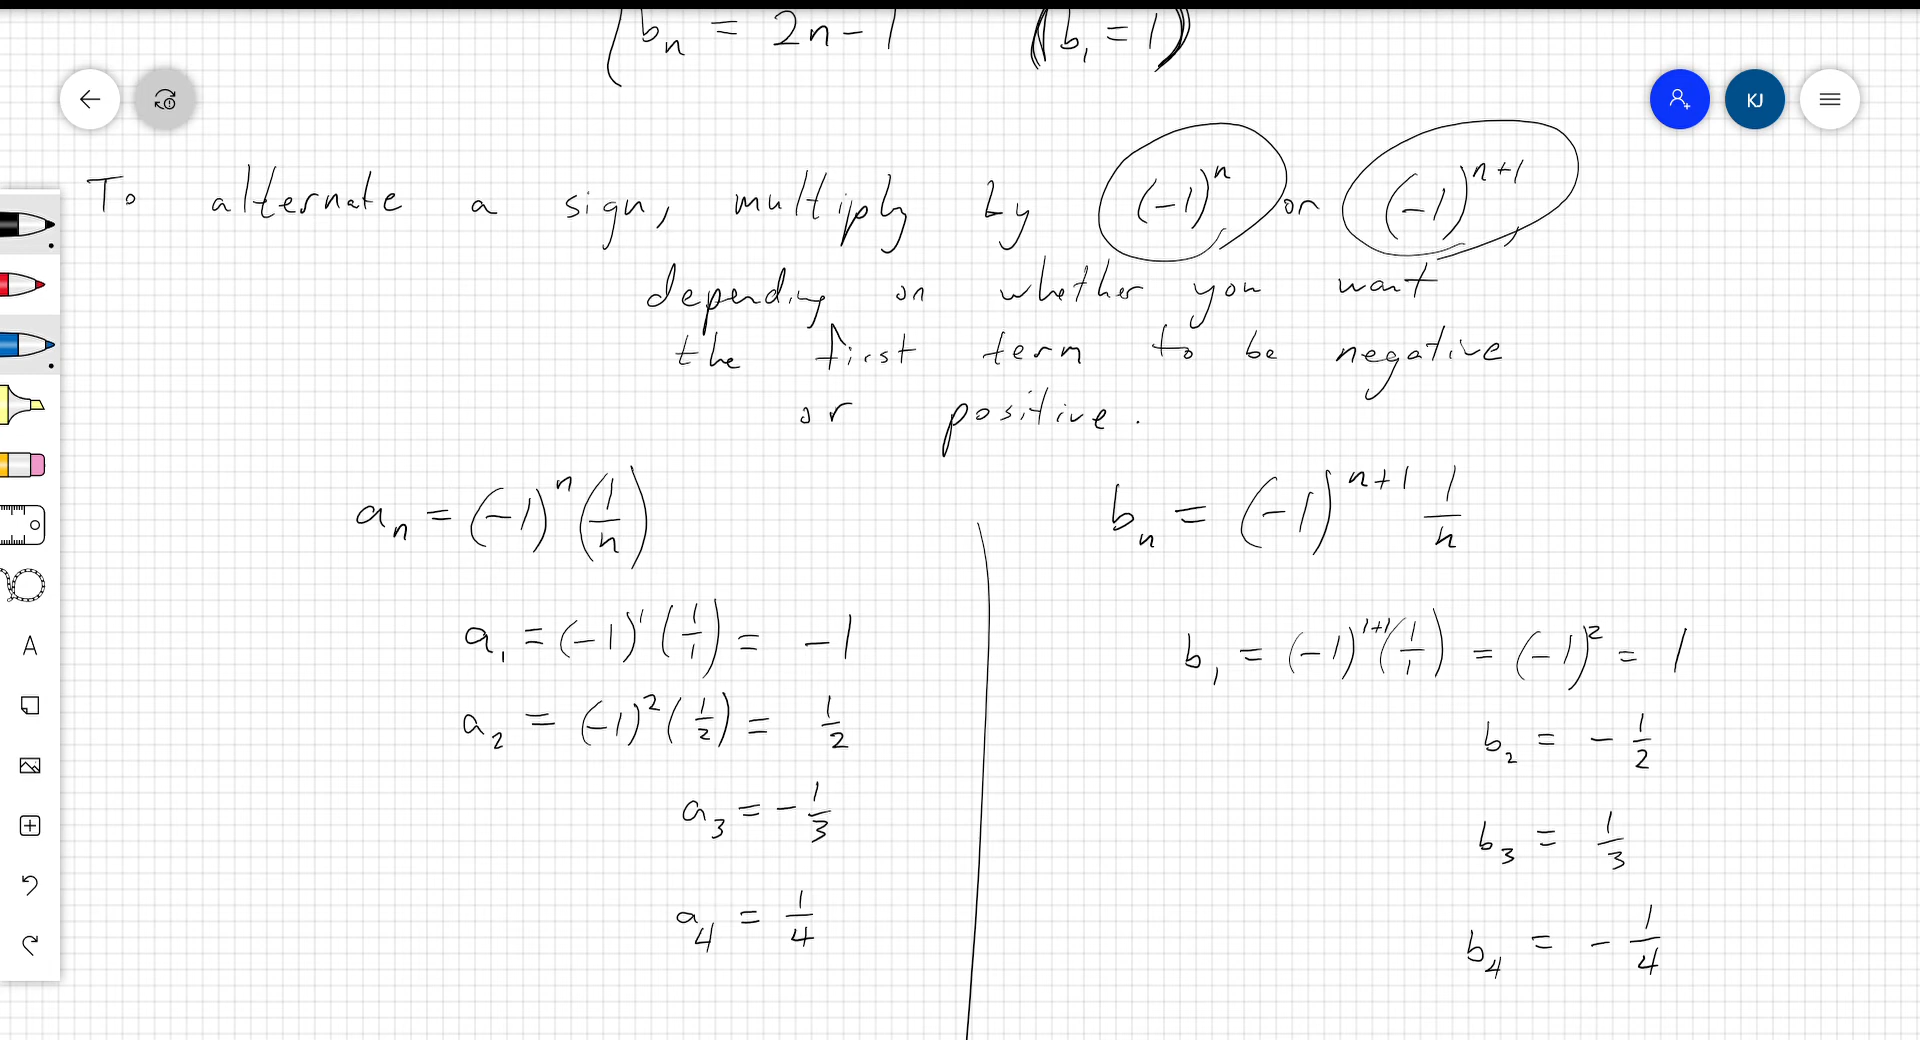 bₙ = 2n - 1 (b₁ = 1)
KJ
To alternate a sign, multiply by (-1)ⁿ or (-1)ⁿ⁺¹,
depending on whether you want
the first term to be negative
or positive.
aₙ = (-1)ⁿ (1/n)
a₁ = (-1)¹ (1/1) = -1
a₂ = (-1)² (1/2) = 1/2
a₃ = - 1/3
a₄ = 1/4
bₙ = (-1)ⁿ⁺¹ 1/n
b₁ = (-1)¹⁺¹ (1/1) = (-1)² = 1
b₂ = - 1/2
b₃ = 1/3
b₄ = - 1/4
A